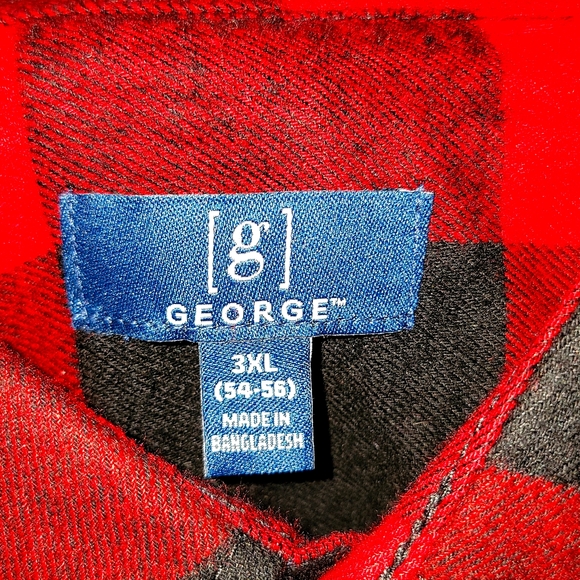 [g]
GEORGE™
3XL
(54-56)
MADE IN
BANGLADESH